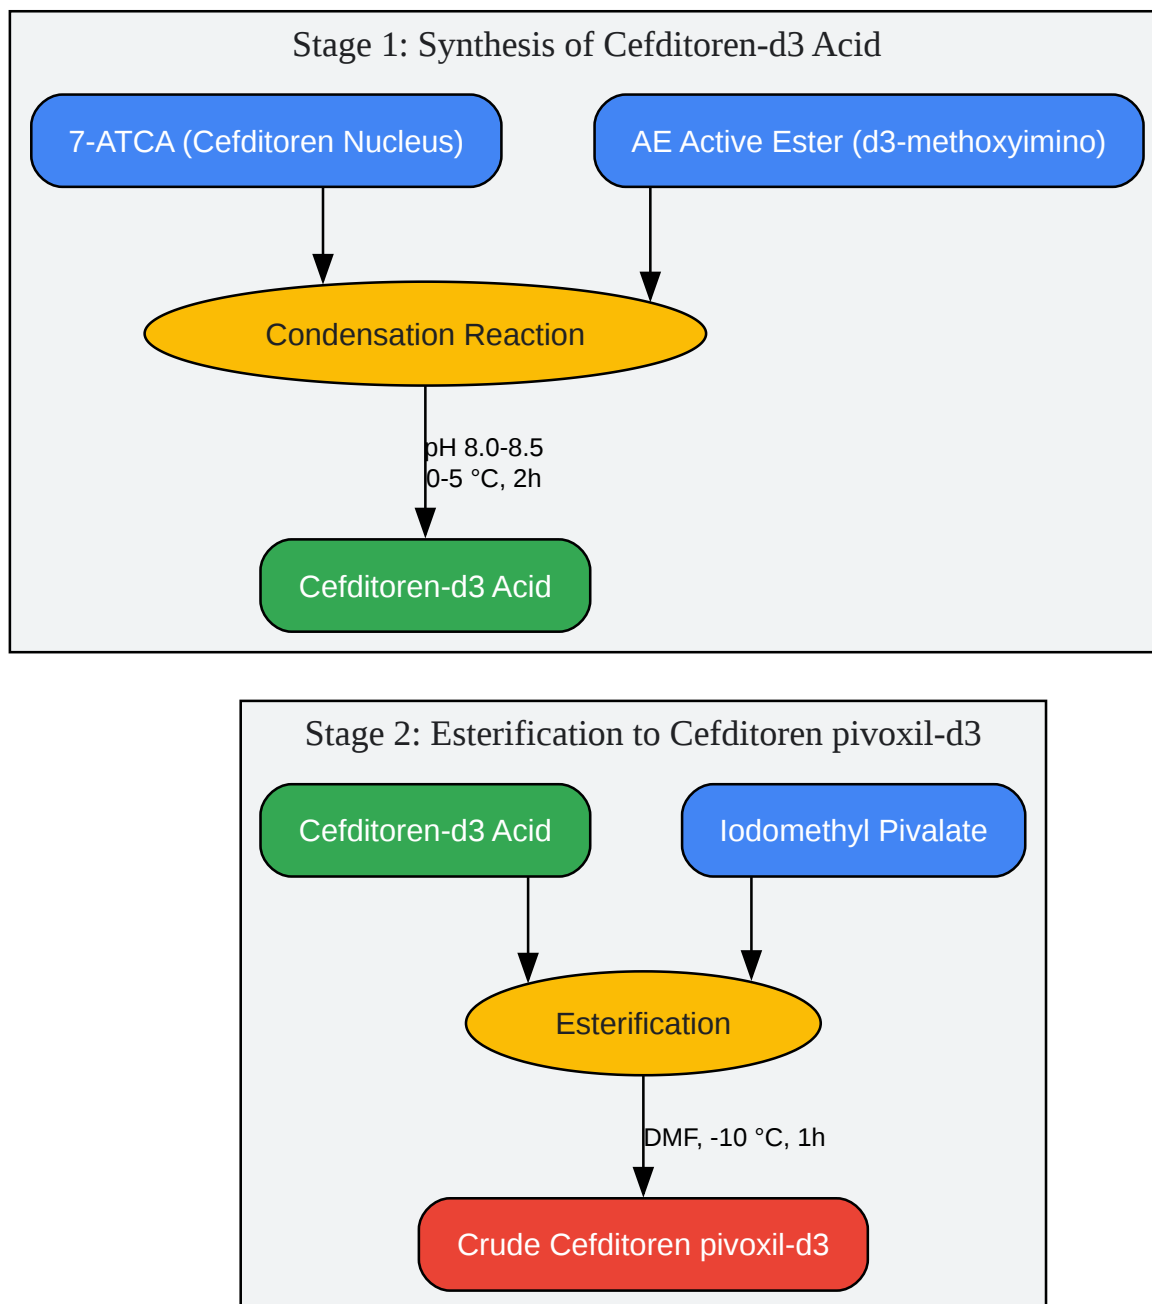 Stage 1: Synthesis of Cefditoren-d3 Acid
7-ATCA (Cefditoren Nucleus)
AE Active Ester (d3-methoxyimino)
Condensation Reaction
pH 8.0-8.5
0-5 °C, 2h
Cefditoren-d3 Acid
Stage 2: Esterification to Cefditoren pivoxil-d3
Cefditoren-d3 Acid
Iodomethyl Pivalate
Esterification
DMF, -10 °C, 1h
Crude Cefditoren pivoxil-d3